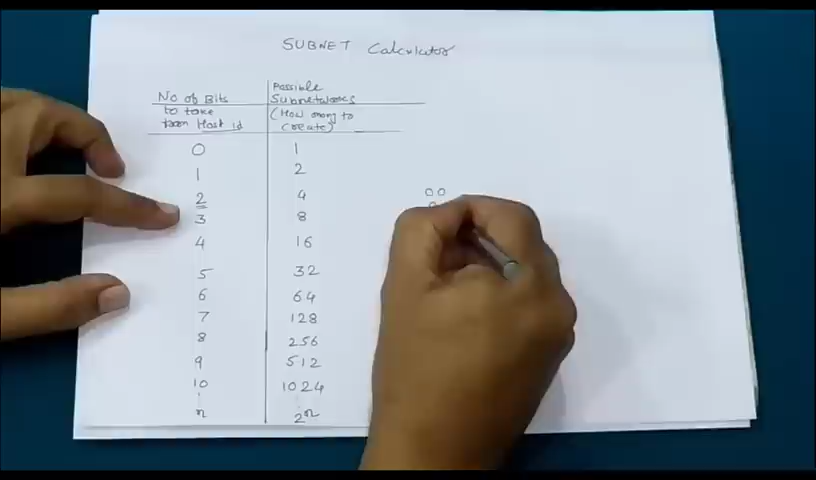 SUBNET Calculator
No of Bits
to take
from Host id
Possible
Subnetworks
(How many to
create)
0 1
1 2
2 4
3 8
4 16
5 32
6 64
7 128
8 256
9 512
10 1024
n 2^n
00